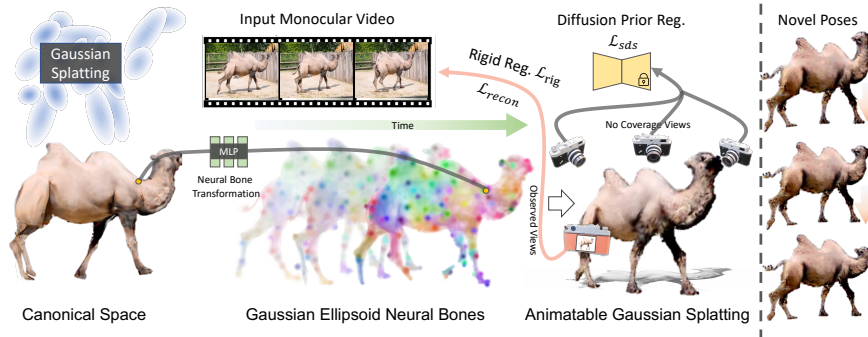 Input Monocular Video
Diffusion Prior Reg.
Novel Poses
Gaussian
Splatting
ℒsds
Rigid Reg. ℒrig
ℒrecon
Time
No Coverage Views
MLP
Neural Bone
Transformation
Observed Views
Canonical Space
Gaussian Ellipsoid Neural Bones
Animatable Gaussian Splatting